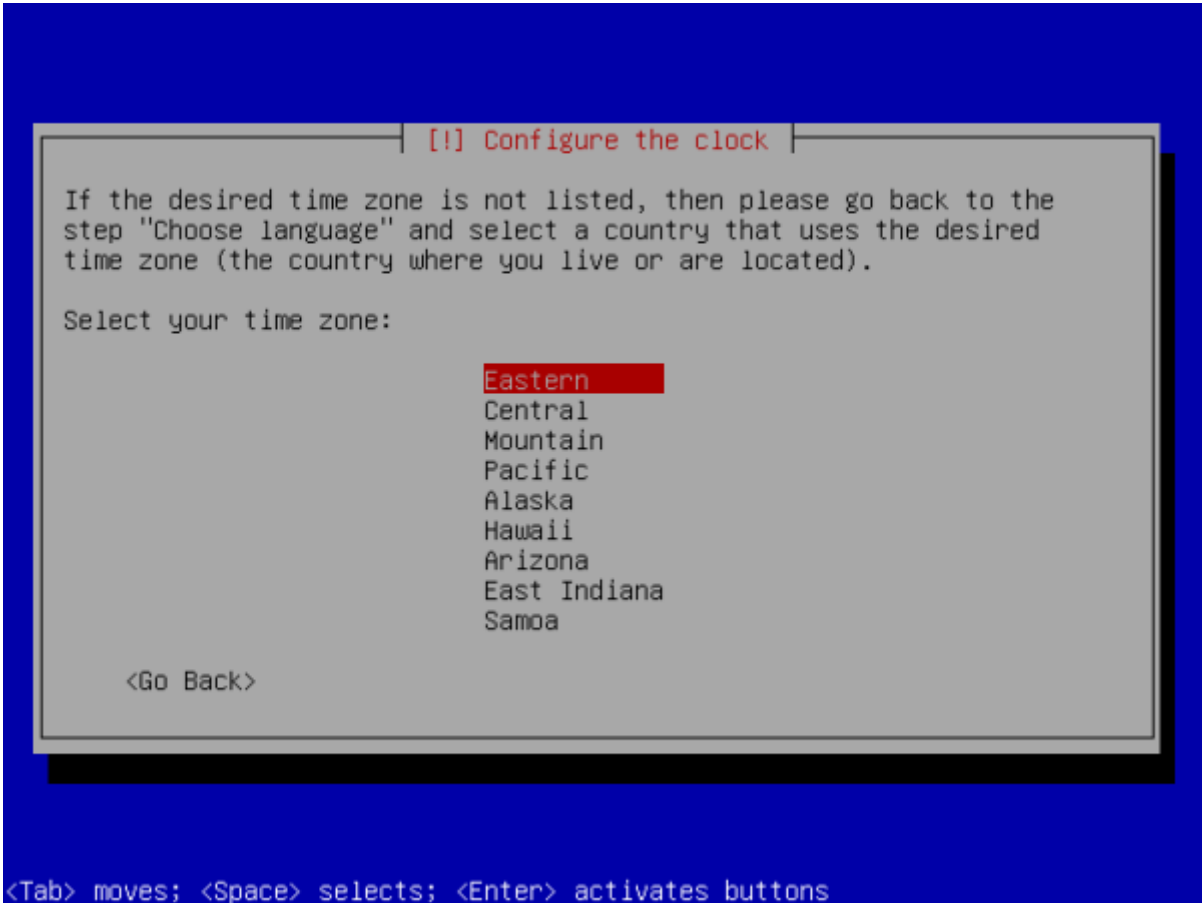 [!] Configure the clock
If the desired time zone is not listed, then please go back to the
step "Choose language" and select a country that uses the desired
time zone (the country where you live or are located).
Select your time zone:
Eastern
Central
Mountain
Pacific
Alaska
Hawaii
Arizona
East Indiana
Samoa
<Go Back>
<Tab> moves; <Space> selects; <Enter> activates buttons